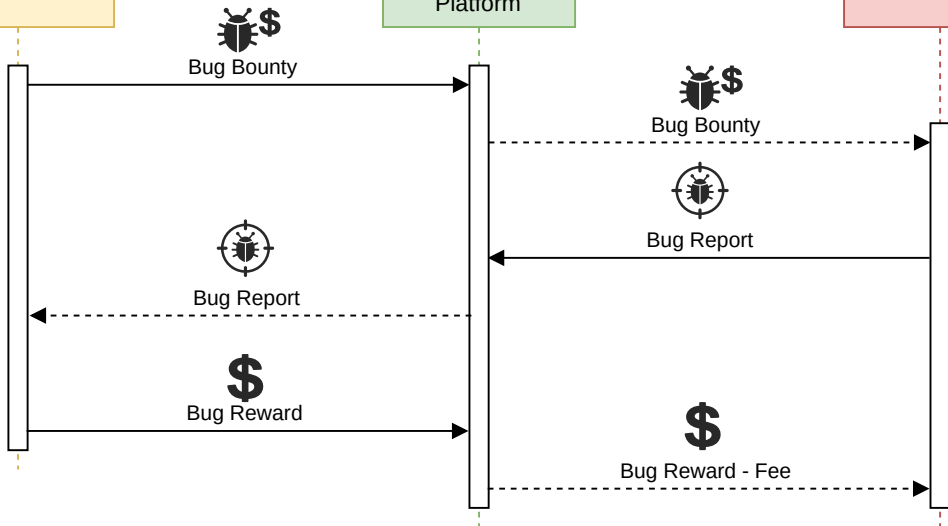 Platform
Bug Bounty
Bug Bounty
Bug Report
Bug Report
Bug Reward
Bug Reward - Fee